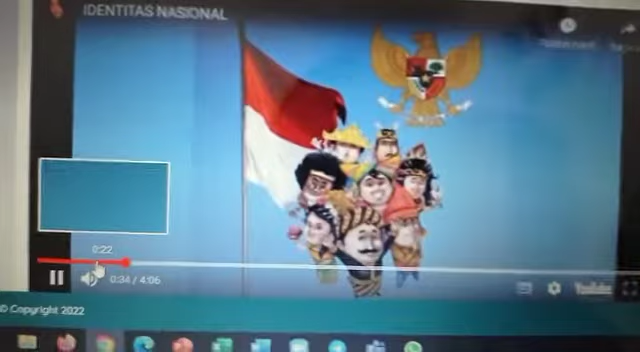 IDENTITAS NASIONAL
0:22
0:34 / 4:06
YouTube
© Copyright 2022